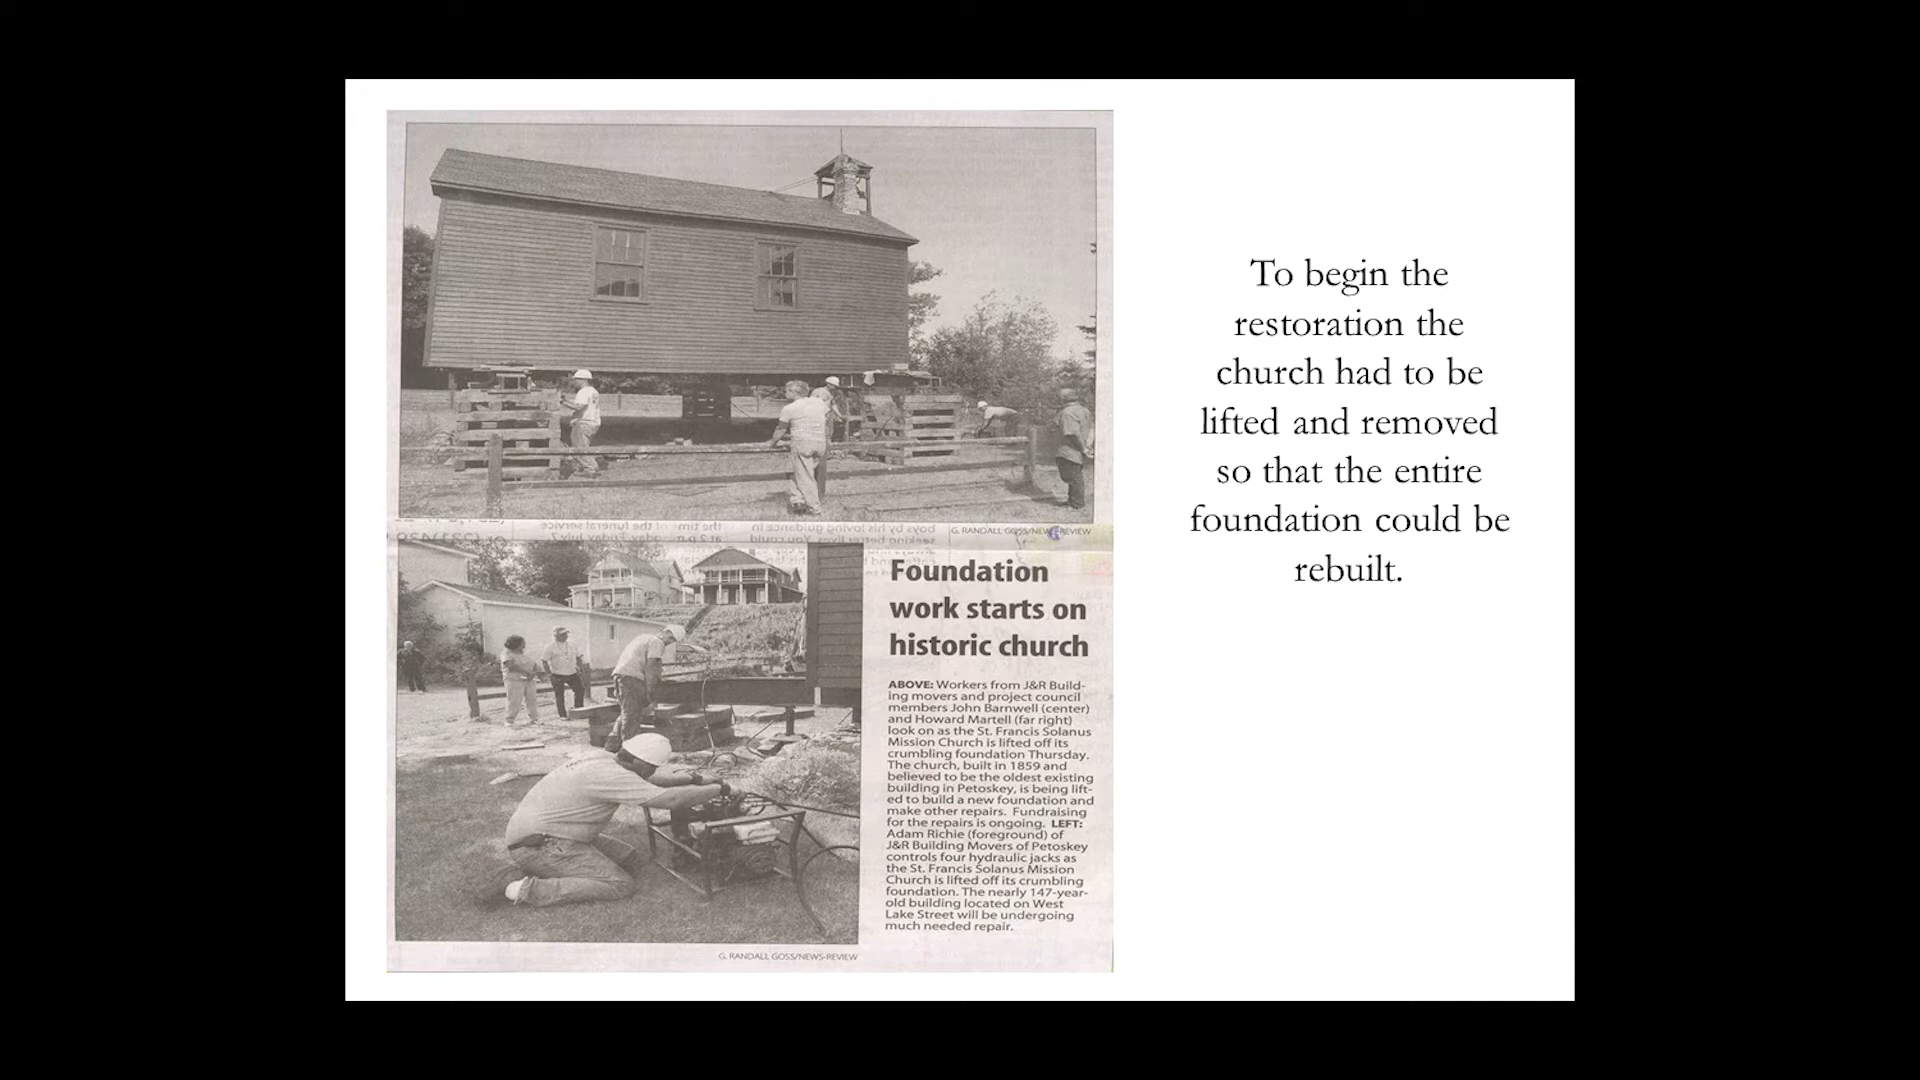 G. RANDALL GOSS/NEWS-REVIEW
Foundation
work starts on
historic church
ABOVE: Workers from J&R Build-
ing movers and project council
members John Barnwell (center)
and Howard Martell (far right)
look on as the St. Francis Solanus
Mission Church is lifted off its
crumbling foundation Thursday.
The church, built in 1859 and
believed to be the oldest existing
building in Petoskey, is being lift-
ed to build a new foundation and
make other repairs. Fundraising
for the repairs is ongoing. LEFT:
Adam Richie (foreground) of
J&R Building Movers of Petoskey
controls four hydraulic jacks as
the St. Francis Solanus Mission
Church is lifted off its crumbling
foundation. The nearly 147-year-
old building located on West
Lake Street will be undergoing
much needed repair.
G. RANDALL GOSS/NEWS-REVIEW
To begin the
restoration the
church had to be
lifted and removed
so that the entire
foundation could be
rebuilt.